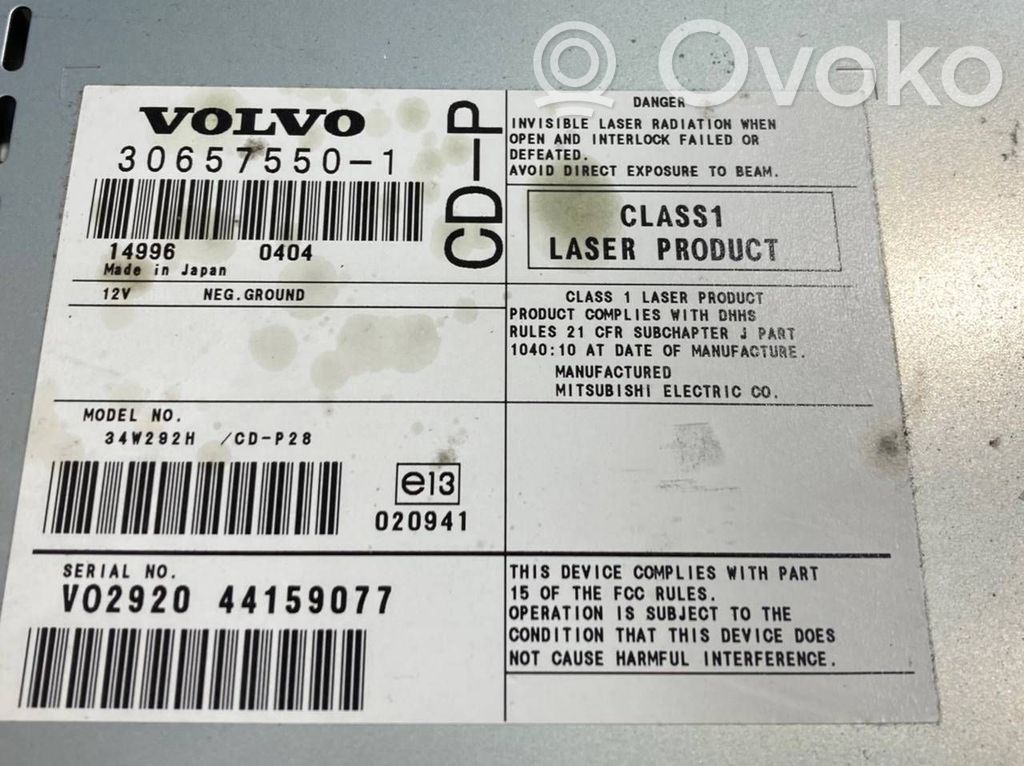 Ovoko
VOLVO
30657550-1
14996 0404
Made in Japan
CD-P
12V NEG.GROUND
MODEL NO.
34W292H /CD-P28
e13
020941
SERIAL NO.
VO2920 44159077
DANGER
INVISIBLE LASER RADIATION WHEN
OPEN AND INTERLOCK FAILED OR
DEFEATED.
AVOID DIRECT EXPOSURE TO BEAM.
CLASS1
LASER PRODUCT
CLASS 1 LASER PRODUCT
PRODUCT COMPLIES WITH DHHS
RULES 21 CFR SUBCHAPTER J PART
1040:10 AT DATE OF MANUFACTURE.
MANUFACTURED
MITSUBISHI ELECTRIC CO.
THIS DEVICE COMPLIES WITH PART
15 OF THE FCC RULES.
OPERATION IS SUBJECT TO THE
CONDITION THAT THIS DEVICE DOES
NOT CAUSE HARMFUL INTERFERENCE.